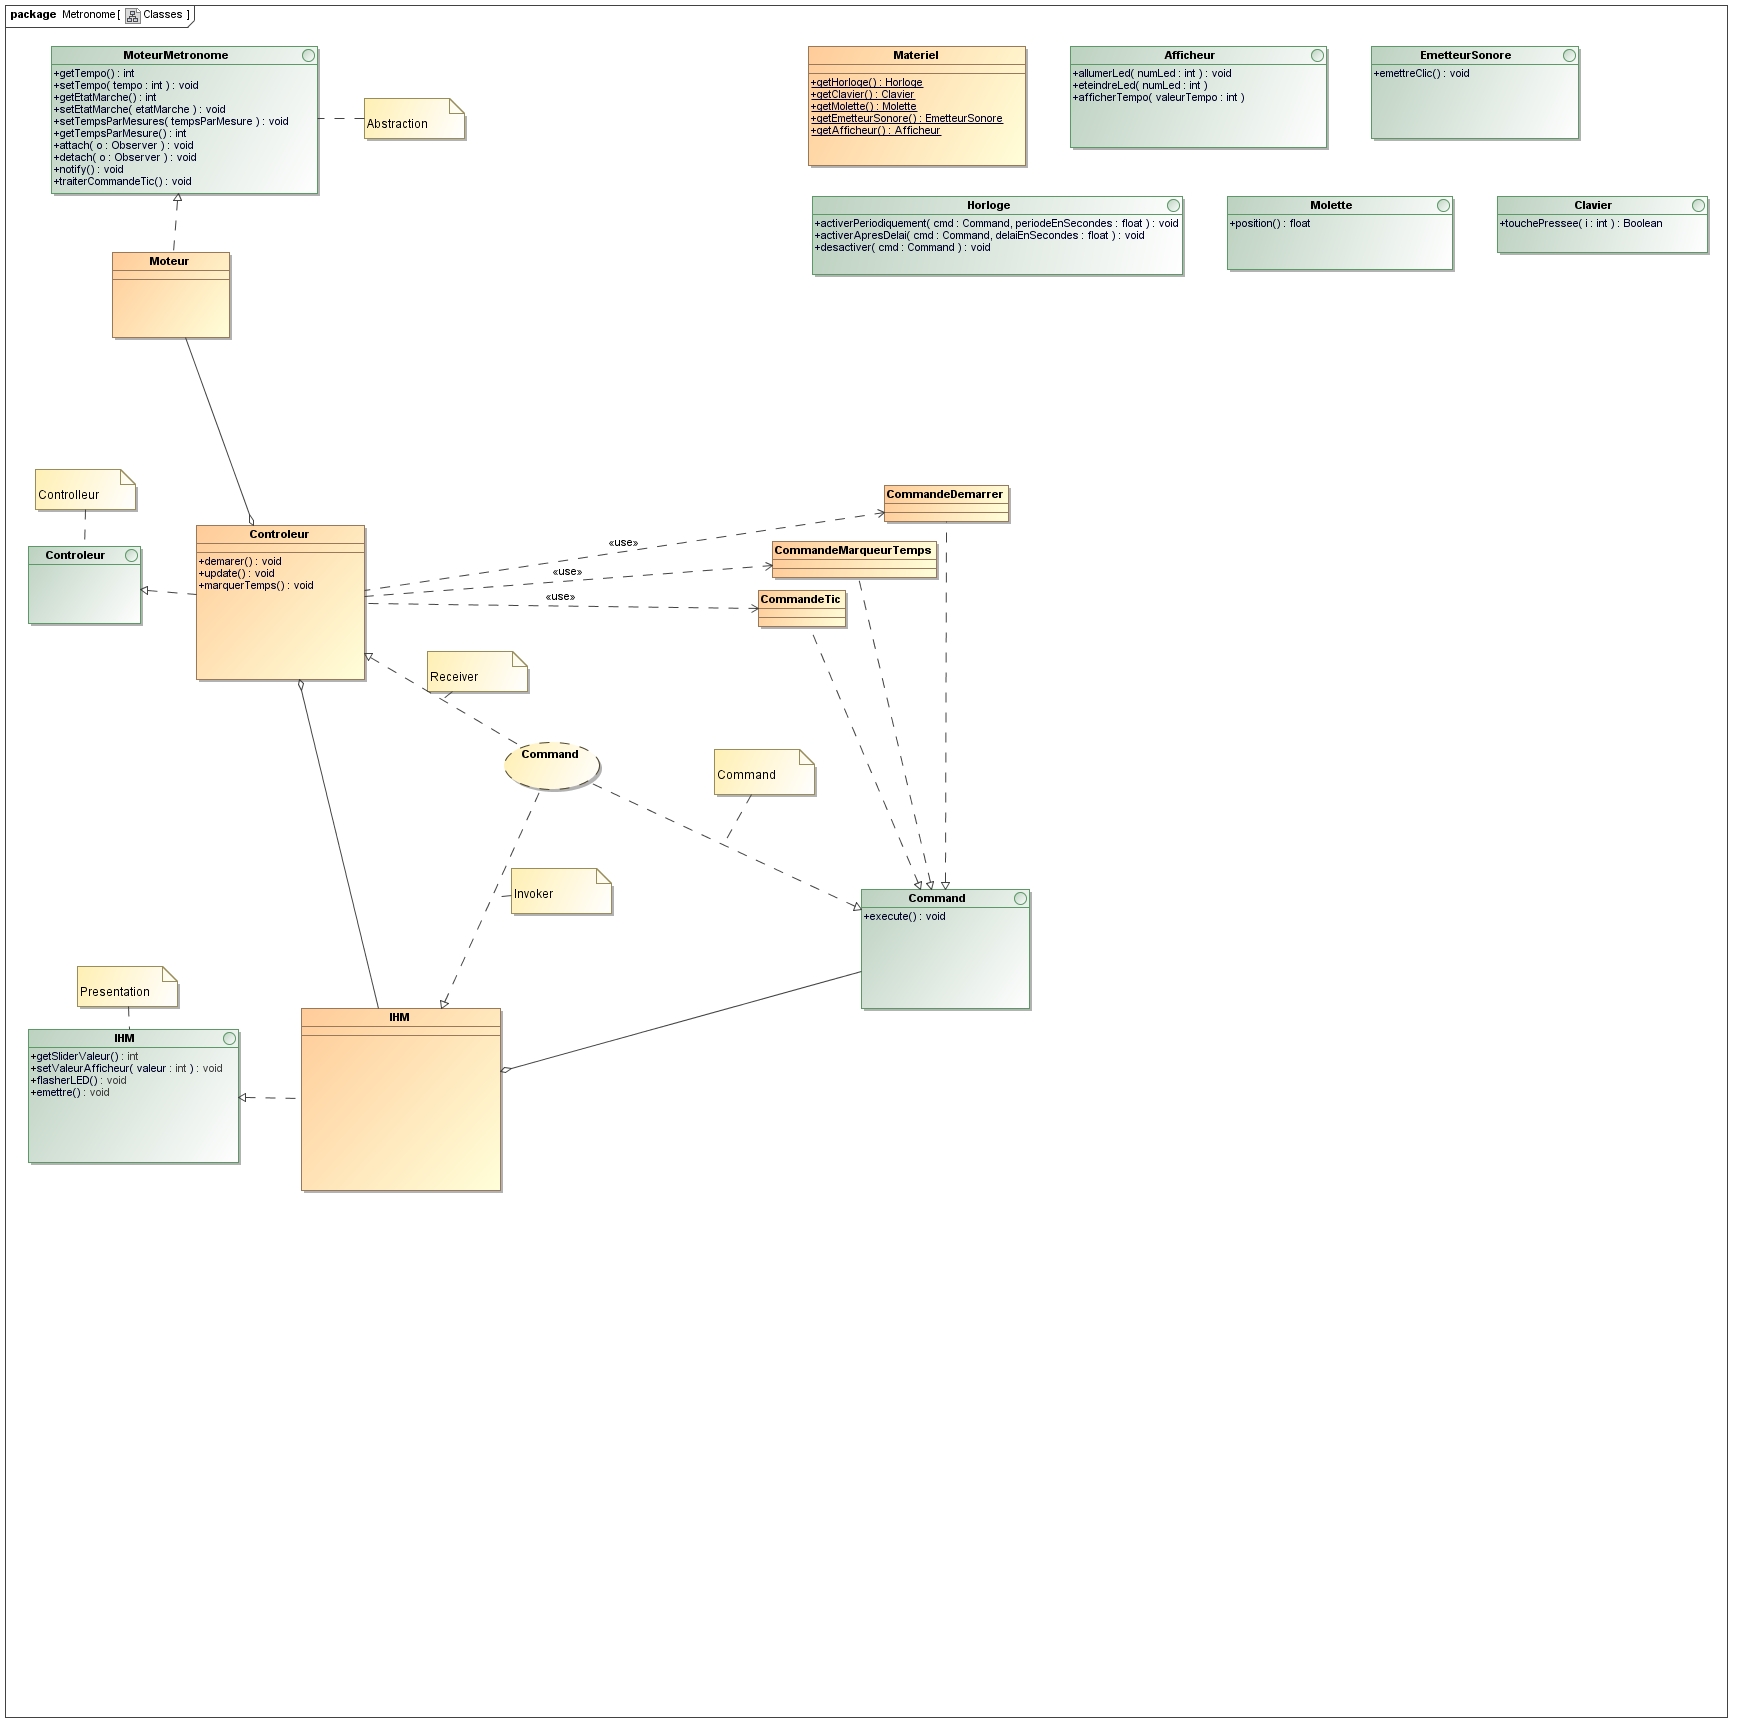 package Metronome [ Classes ]
MoteurMetronome
+getTempo() : int
+setTempo( tempo : int ) : void
+getEtatMarche() : int
+setEtatMarche( etatMarche ) : void
+setTempsParMesures( tempsParMesure ) : void
+getTempsParMesure() : int
+attach( o : Observer ) : void
+detach( o : Observer ) : void
+notify() : void
+traiterCommandeTic() : void
Abstraction
Materiel
+getHorloge() : Horloge
+getClavier() : Clavier
+getMolette() : Molette
+getEmetteurSonore() : EmetteurSonore
+getAfficheur() : Afficheur
Afficheur
+allumerLed( numLed : int ) : void
+eteindreLed( numLed : int )
+afficherTempo( valeurTempo : int )
EmetteurSonore
+emettreClic() : void
Horloge
+activerPeriodiquement( cmd : Command, periodeEnSecondes : float ) : void
+activerApresDelai( cmd : Command, delaiEnSecondes : float ) : void
+desactiver( cmd : Command ) : void
Molette
+position() : float
Clavier
+touchePressee( i : int ) : Boolean
Moteur
Controlleur
Controleur
Controleur
+demarer() : void
+update() : void
+marquerTemps() : void
«use»
«use»
«use»
CommandeDemarrer
CommandeMarqueurTemps
CommandeTic
Receiver
Command
Command
Invoker
Command
+execute() : void
Presentation
IHM
+getSliderValeur() : int
+setValeurAfficheur( valeur : int ) : void
+flasherLED() : void
+emettre() : void
IHM